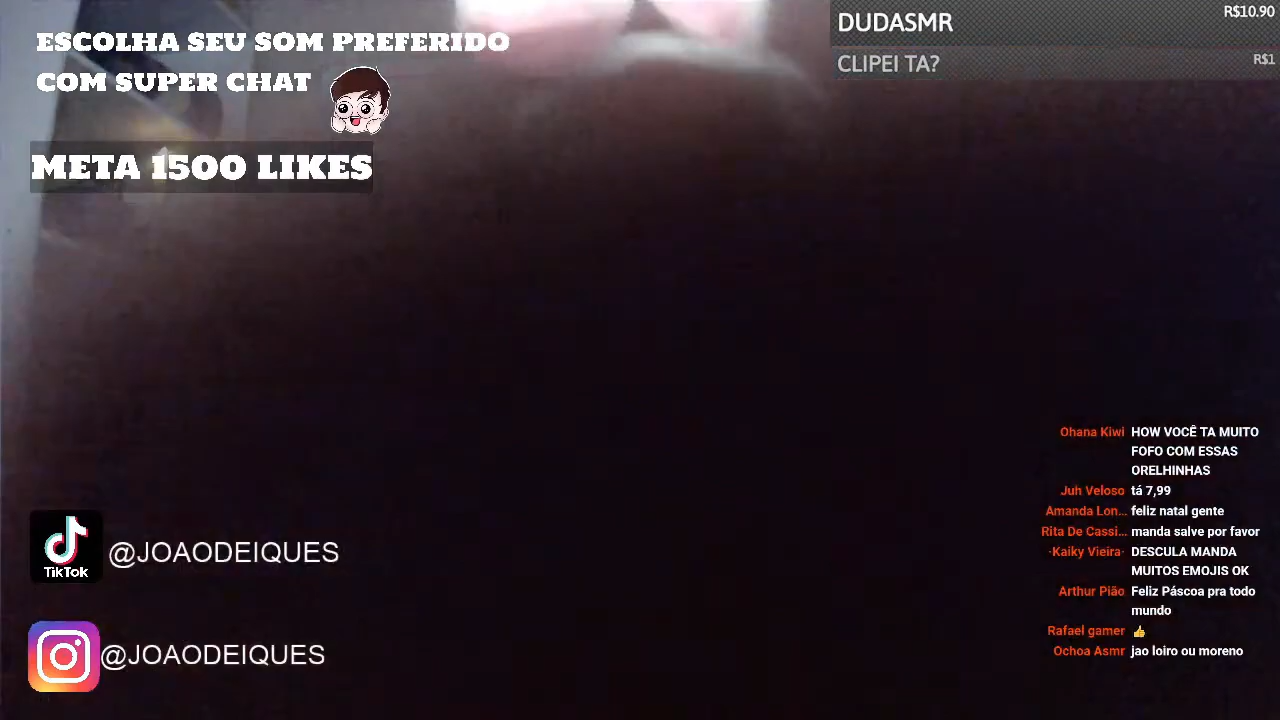 ESCOLHA SEU SOM PREFERIDO
COM SUPER CHAT
META 1500 LIKES
DUDASMR R$10.90
CLIPEI TA? R$1
Ohana Kiwi HOW VOCÊ TA MUITO
FOFO COM ESSAS
ORELHINHAS
Juh Veloso tá 7,99
Amanda Lon... feliz natal gente
Rita De Cassi... manda salve por favor
·Kaiky Vieira· DESCULA MANDA
MUITOS EMOJIS OK
Arthur Pião Feliz Páscoa pra todo
mundo
Rafael gamer 👍
Ochoa Asmr jao loiro ou moreno
TikTok @JOAODEIQUES
@JOAODEIQUES